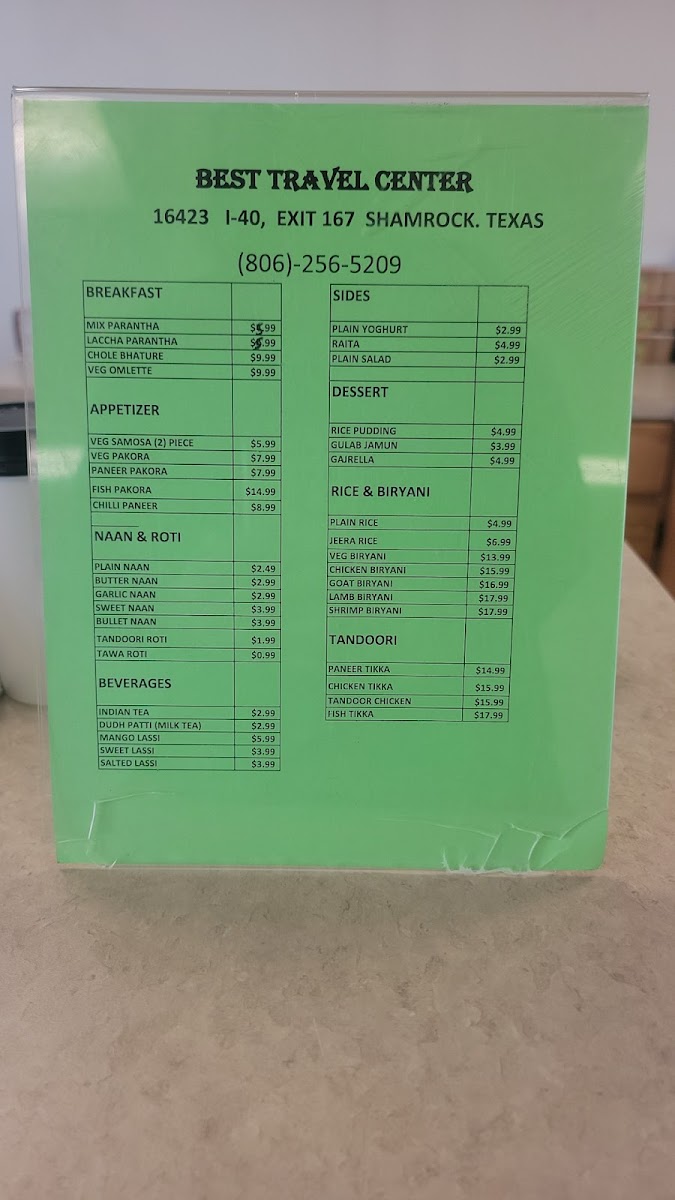 BEST TRAVEL CENTER
16423 I-40, EXIT 167 SHAMROCK. TEXAS
(806)-256-5209
BREAKFAST
MIX PARANTHA $5.99
LACCHA PARANTHA $5.99
CHOLE BHATURE $9.99
VEG OMLETTE $9.99
APPETIZER
VEG SAMOSA (2) PIECE $5.99
VEG PAKORA $7.99
PANEER PAKORA $7.99
FISH PAKORA $14.99
CHILLI PANEER $8.99
NAAN & ROTI
PLAIN NAAN $2.49
BUTTER NAAN $2.99
GARLIC NAAN $2.99
SWEET NAAN $3.99
BULLET NAAN $3.99
TANDOORI ROTI $1.99
TAWA ROTI $0.99
BEVERAGES
INDIAN TEA $2.99
DUDH PATTI (MILK TEA) $2.99
MANGO LASSI $5.99
SWEET LASSI $3.99
SALTED LASSI $3.99
SIDES
PLAIN YOGHURT $2.99
RAITA $4.99
PLAIN SALAD $2.99
DESSERT
RICE PUDDING $4.99
GULAB JAMUN $3.99
GAJRELLA $4.99
RICE & BIRYANI
PLAIN RICE $4.99
JEERA RICE $6.99
VEG BIRYANI $13.99
CHICKEN BIRYANI $15.99
GOAT BIRYANI $16.99
LAMB BIRYANI $17.99
SHRIMP BIRYANI $17.99
TANDOORI
PANEER TIKKA $14.99
CHICKEN TIKKA $15.99
TANDOOR CHICKEN $15.99
FISH TIKKA $17.99